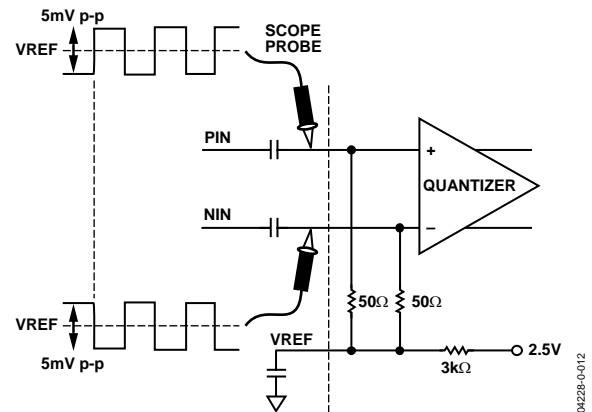 5mV p-p
VREF
SCOPE
PROBE
PIN
+
QUANTIZER
NIN
−
50Ω
50Ω
VREF
5mV p-p
VREF
2.5V
3kΩ
04228-0-012